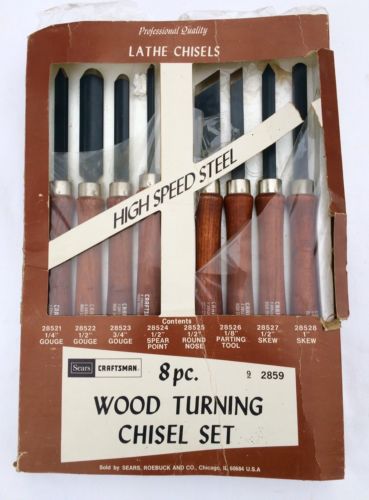 Professional Quality
LATHE CHISELS
HIGH SPEED STEEL
Contents
28521 1/4" GOUGE
28522 1/2" GOUGE
28523 3/4" GOUGE
28524 1/2" SPEAR POINT
28525 1/2" ROUND NOSE
28526 1/8" PARTING TOOL
28527 1/2" SKEW
28528 1" SKEW
Sears CRAFTSMAN
8 pc.
9 2859
WOOD TURNING
CHISEL SET
Sold by SEARS, ROEBUCK AND CO., Chicago, IL 60684 U.S.A